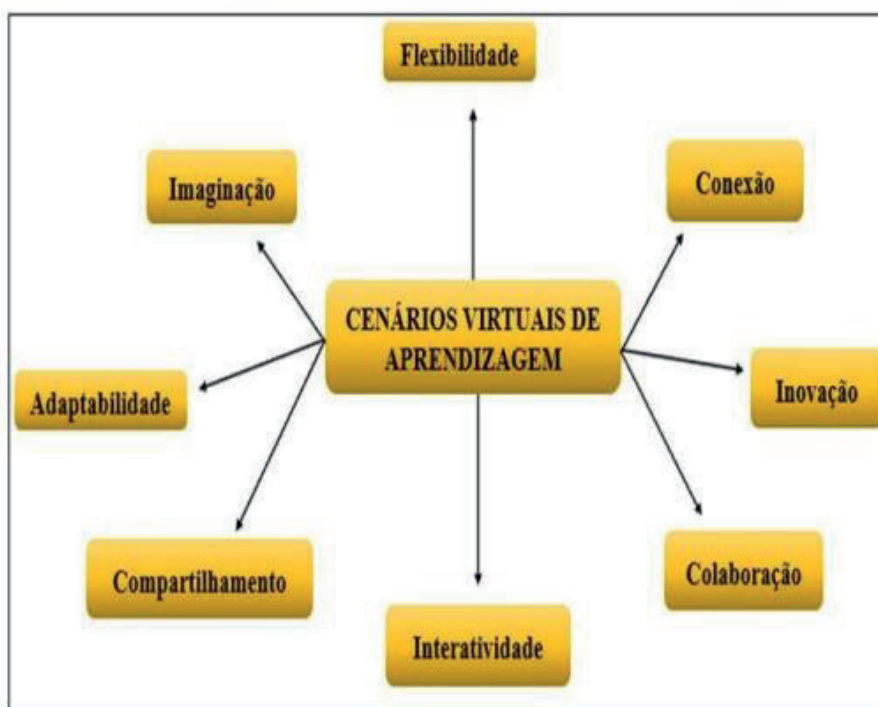 Flexibilidade
Imaginação
Conexão
CENÁRIOS VIRTUAIS DE
APRENDIZAGEM
Adaptabilidade
Inovação
Compartilhamento
Colaboração
Interatividade